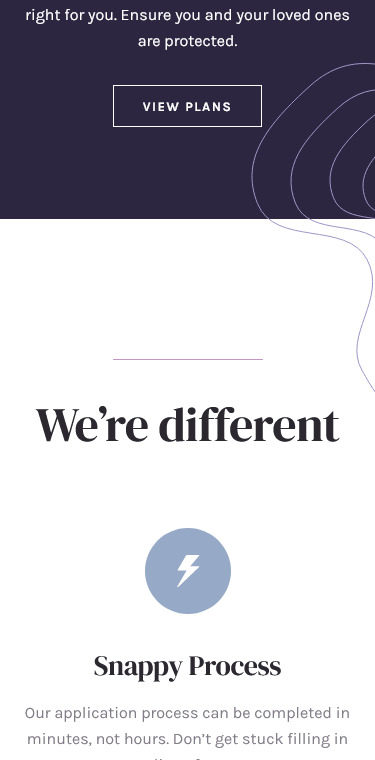 right for you. Ensure you and your loved ones
are protected.
VIEW PLANS
We’re different
Snappy Process
Our application process can be completed in
minutes, not hours. Don’t get stuck filling in